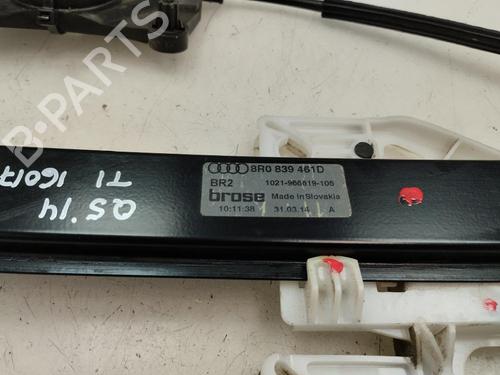 8R0 839 461D
BR2 1021-966619-105
brose Made in Slovakia
10:11:38 31.03.14 A
Q5'14
T1 16017
B-PARTS